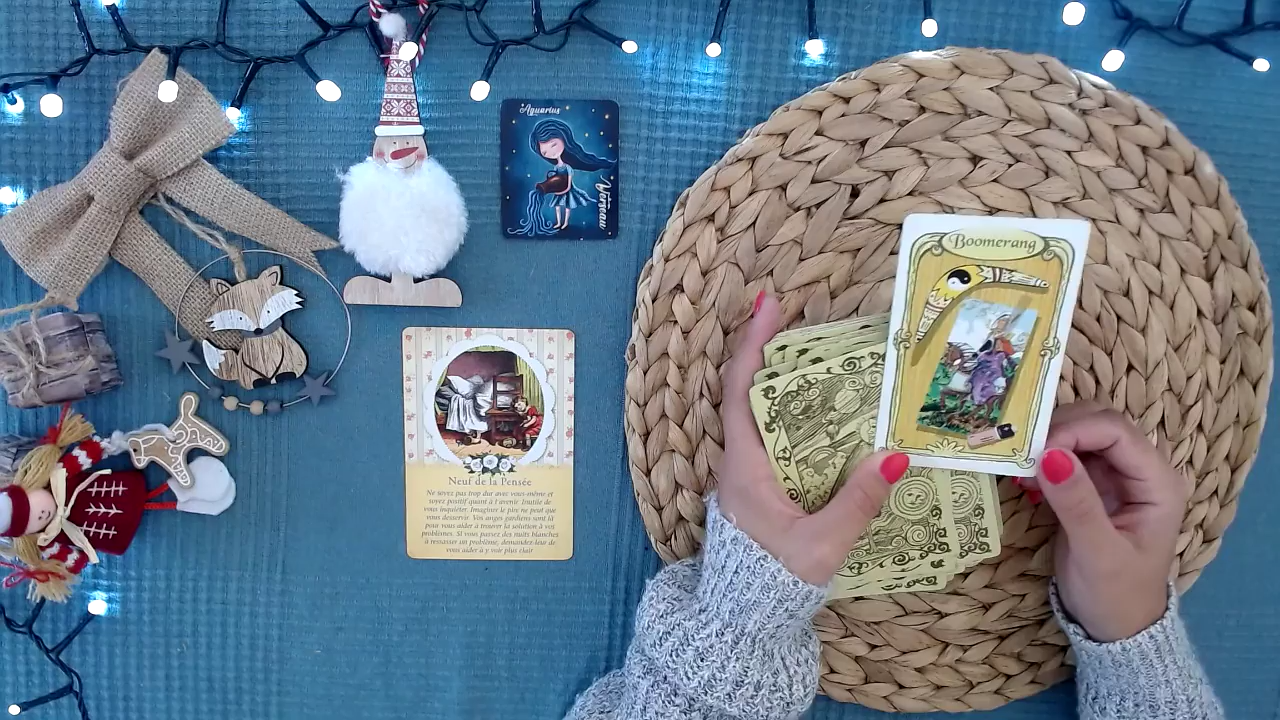 Aquarius
Verseau
Boomerang
Neuf de la Pensée
Ne soyez pas trop dur avec vous-même et
soyez positif quant à l'avenir. Inutile de
vous inquiéter. Imaginer le pire ne peut que
vous desservir. Vos anges gardiens sont là
pour vous aider à trouver la solution à vos
problèmes. Si vous passez des nuits blanches
à ressasser un problème, demandez-leur de
vous aider à y voir plus clair.